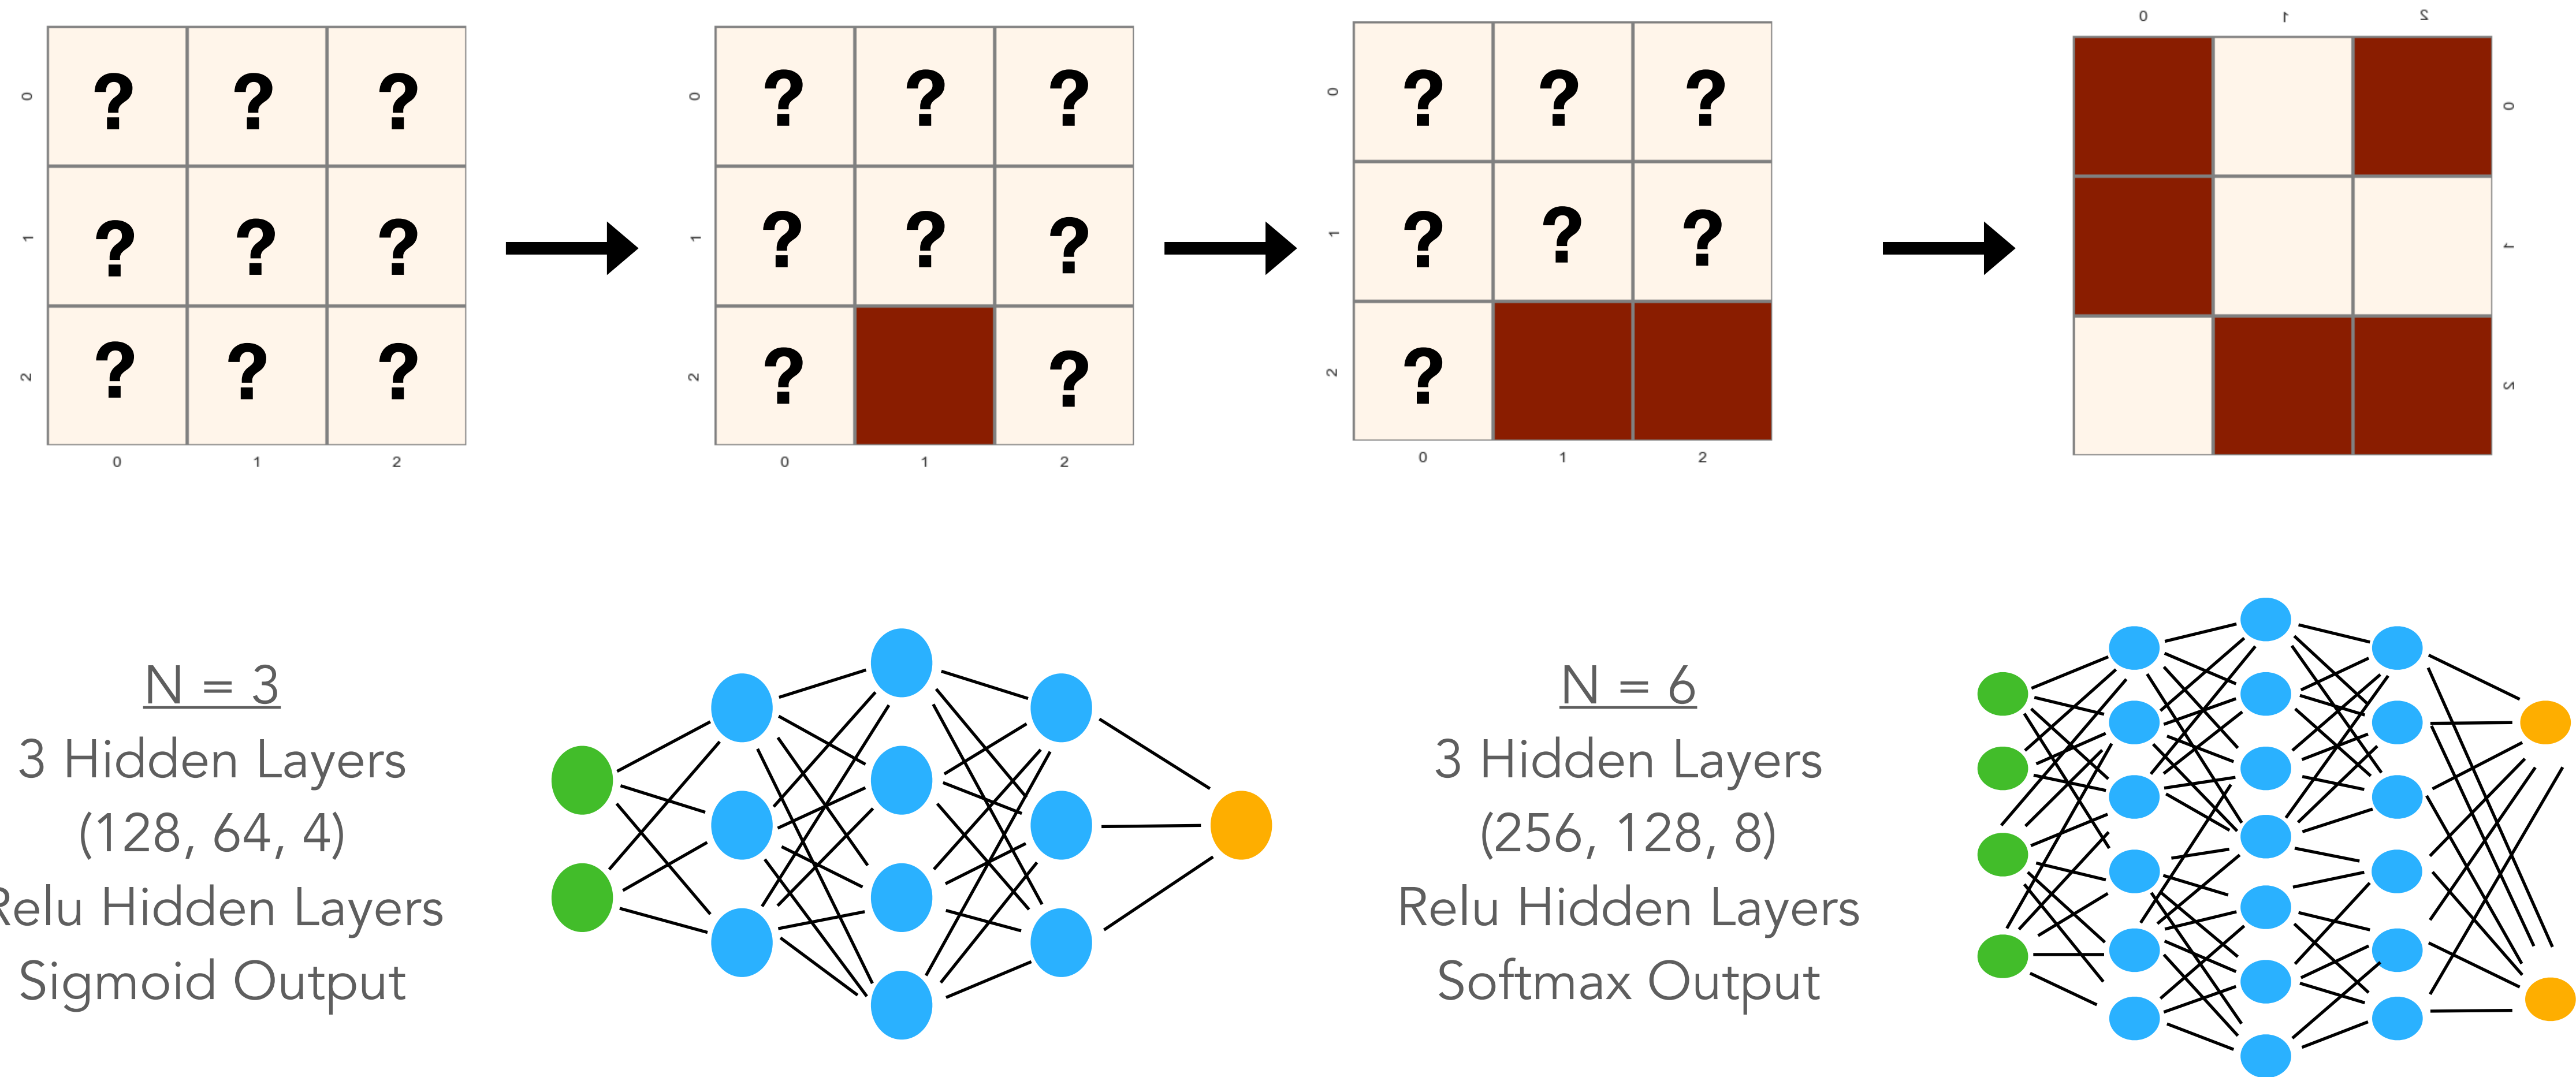 0 1 2
? ? ?
0
? ? ?
0
? ? ?
0
0
? ? ?
1
? ? ?
1
? ? ?
1
1
? ? ?
2
? ?
2
?
2
2
0 1 2
0 1 2
0 1 2
N = 3
3 Hidden Layers
(128, 64, 4)
Relu Hidden Layers
Sigmoid Output
N = 6
3 Hidden Layers
(256, 128, 8)
Relu Hidden Layers
Softmax Output